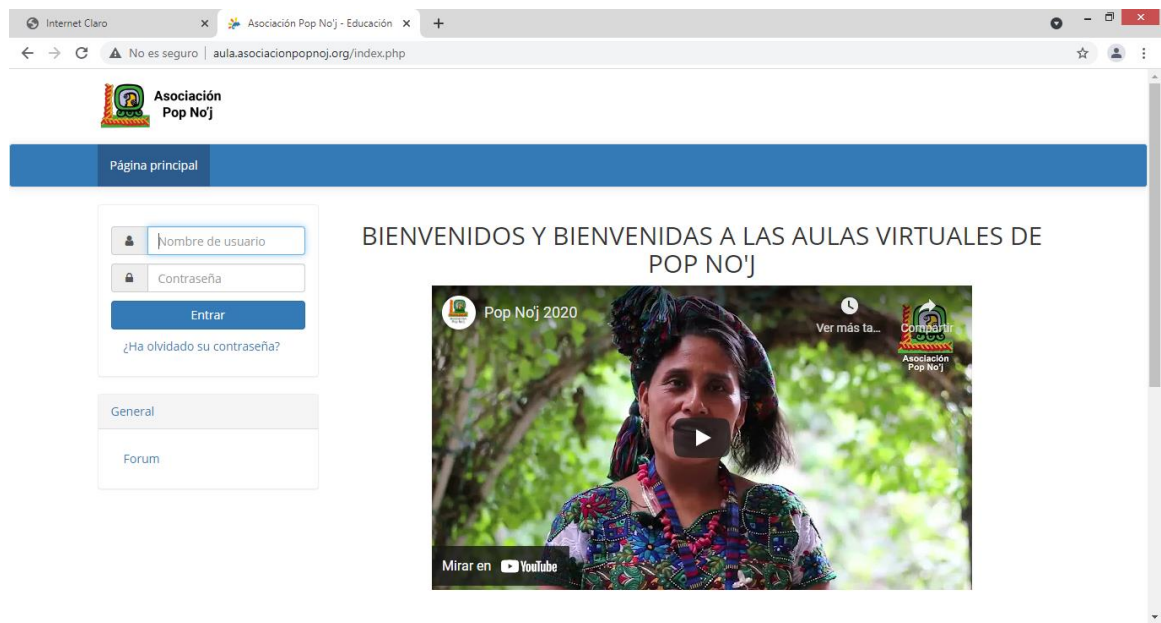 Internet Claro
Asociación Pop No'j - Educación
No es seguro | aula.asociacionpopnoj.org/index.php
Asociación
Pop No'j
Página principal
Nombre de usuario
Contraseña
Entrar
¿Ha olvidado su contraseña?
General
Forum
BIENVENIDOS Y BIENVENIDAS A LAS AULAS VIRTUALES DE
POP NO'J
Pop No'j 2020
Ver más ta...
Compartir
Asociación
Pop No'j
Mirar en YouTube